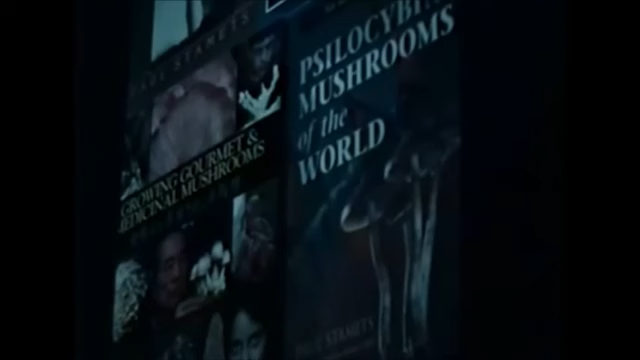 PAUL STAMETS
GROWING GOURMET &
MEDICINAL MUSHROOMS
PSILOCYBIN
MUSHROOMS
of the
WORLD
PAUL STAMETS